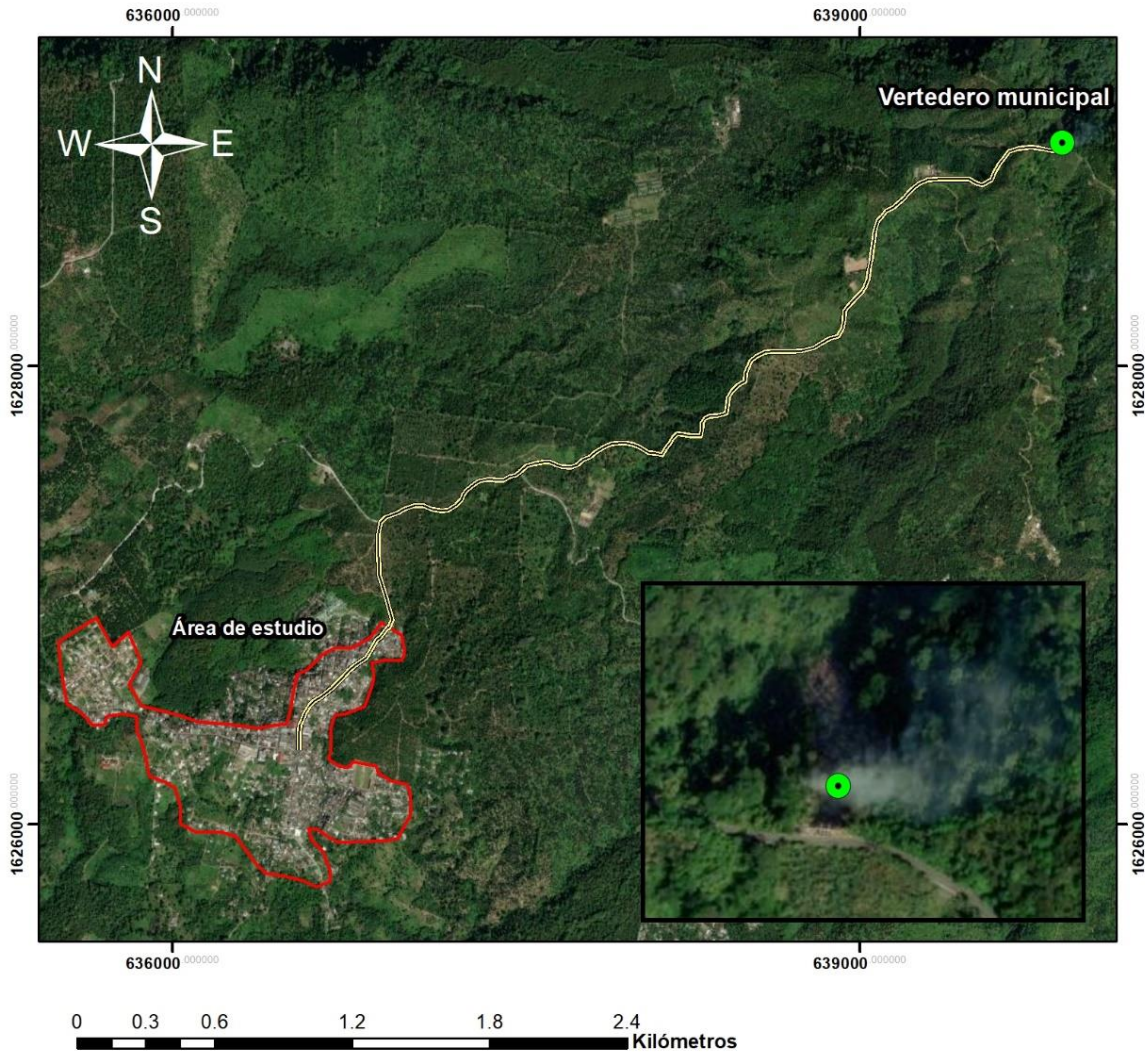 636000.000000 639000.000000
N
W E
S
Vertedero municipal
1628000.000000 1628000.000000
Área de estudio
1626000.000000 1626000.000000
636000.000000 639000.000000
0 0.3 0.6 1.2 1.8 2.4
Kilómetros